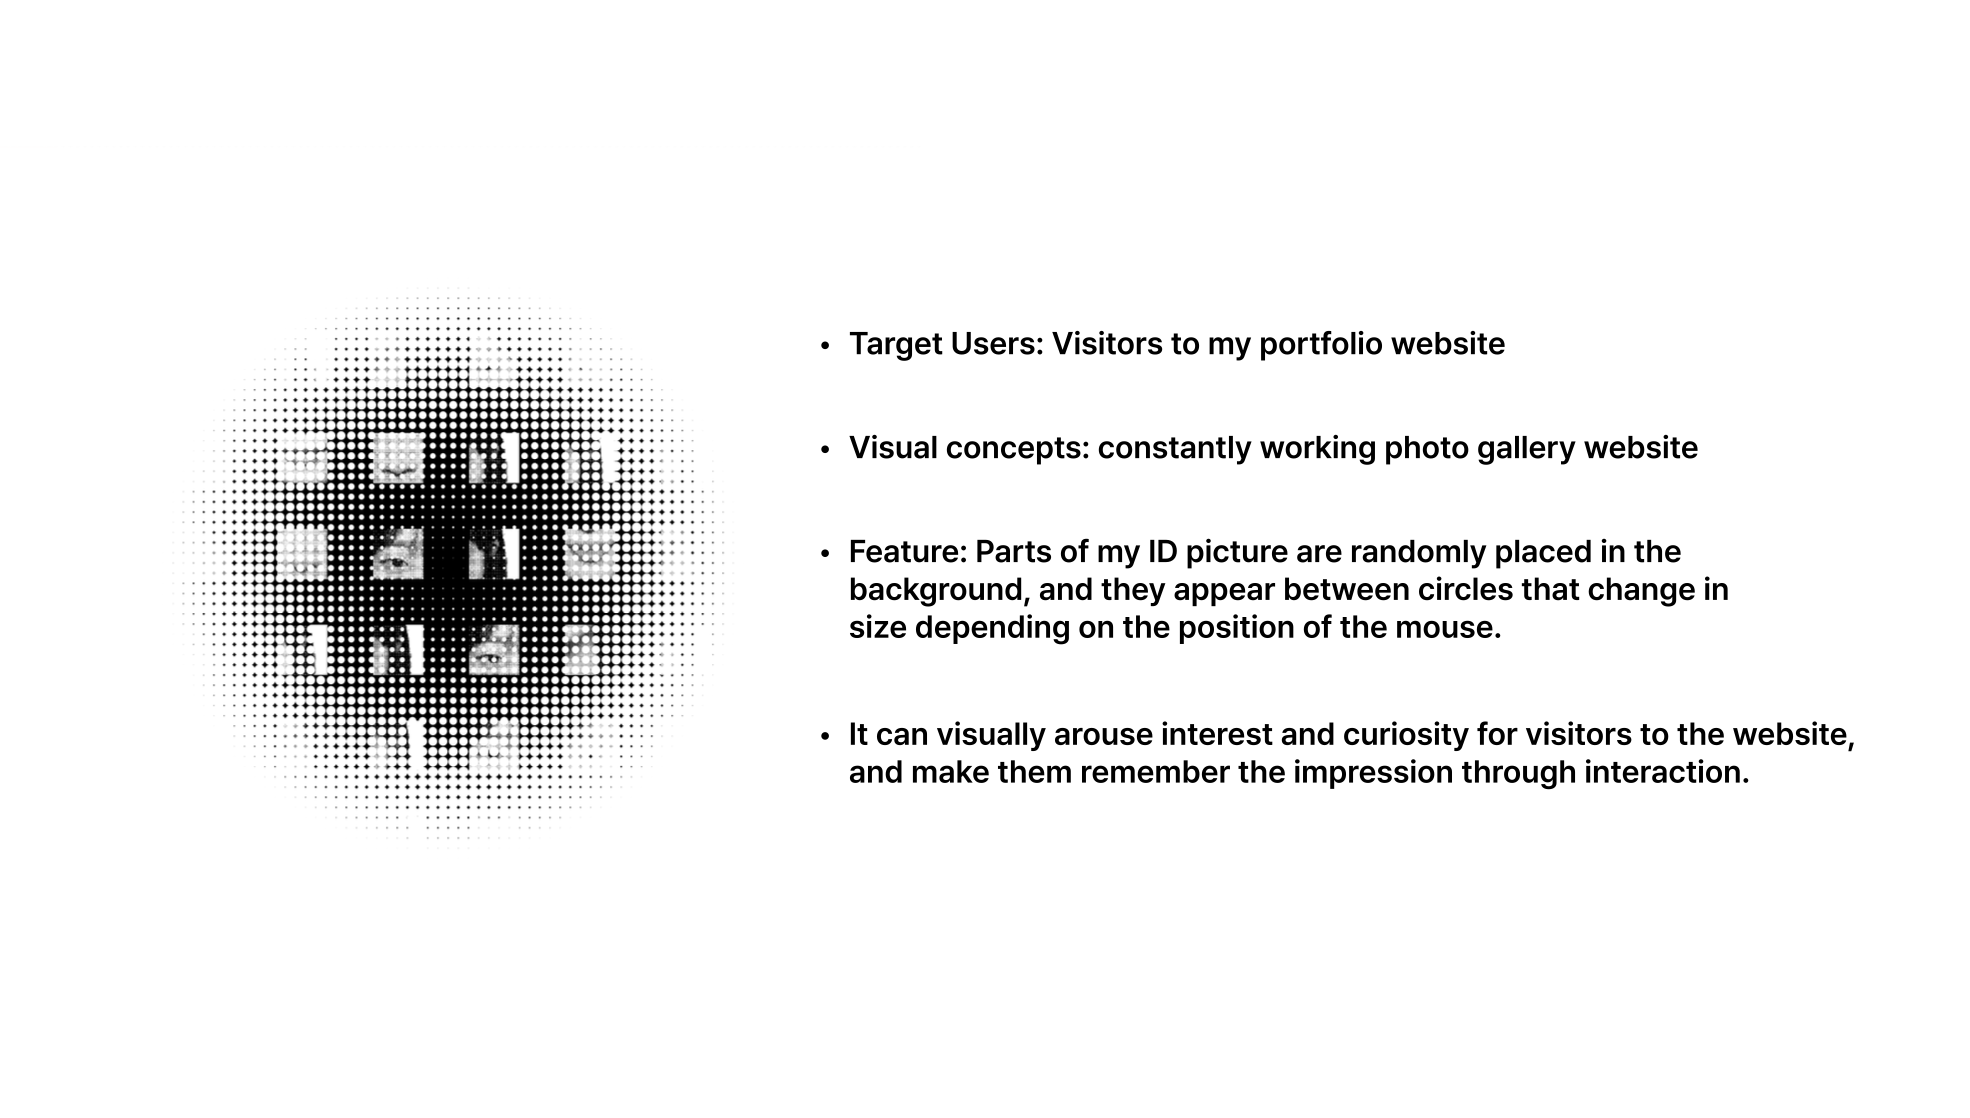 • Target Users: Visitors to my portfolio website
• Visual concepts: constantly working photo gallery website
• Feature: Parts of my ID picture are randomly placed in the
background, and they appear between circles that change in
size depending on the position of the mouse.
• It can visually arouse interest and curiosity for visitors to the website,
and make them remember the impression through interaction.